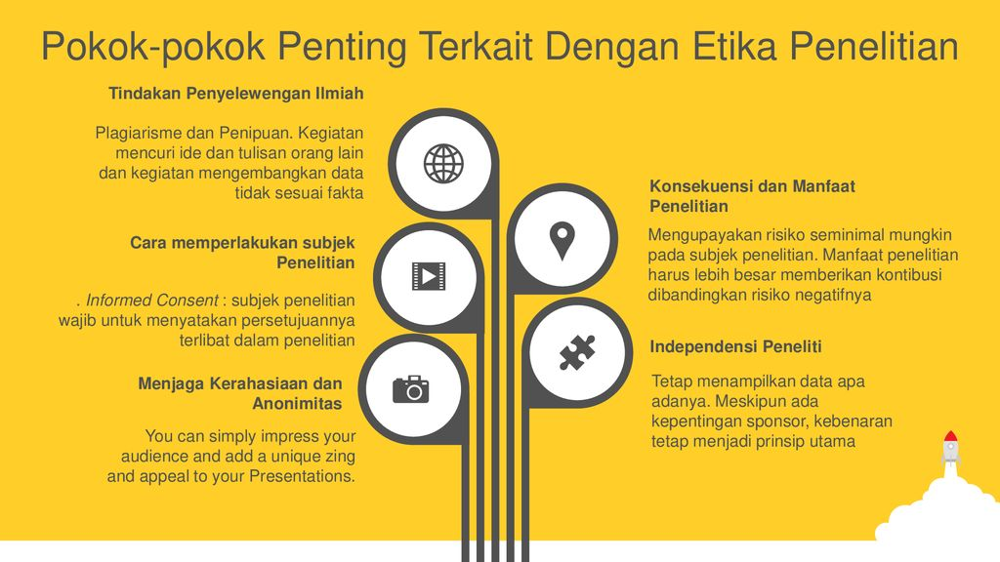 Pokok-pokok Penting Terkait Dengan Etika Penelitian
Tindakan Penyelewengan Ilmiah
Plagiarisme dan Penipuan. Kegiatan
mencuri ide dan tulisan orang lain
dan kegiatan mengembangkan data
tidak sesuai fakta
Cara memperlakukan subjek
Penelitian
. Informed Consent : subjek penelitian
wajib untuk menyatakan persetujuannya
terlibat dalam penelitian
Menjaga Kerahasiaan dan
Anonimitas
You can simply impress your
audience and add a unique zing
and appeal to your Presentations.
Konsekuensi dan Manfaat
Penelitian
Mengupayakan risiko seminimal mungkin
pada subjek penelitian. Manfaat penelitian
harus lebih besar memberikan kontibusi
dibandingkan risiko negatifnya
Independensi Peneliti
Tetap menampilkan data apa
adanya. Meskipun ada
kepentingan sponsor, kebenaran
tetap menjadi prinsip utama